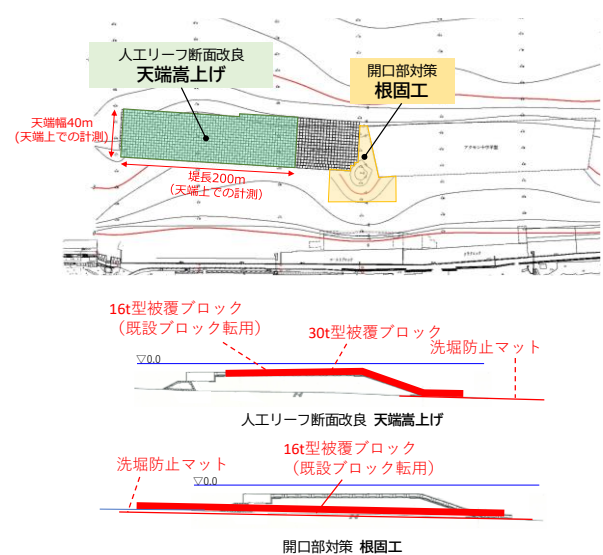 人工リーフ断面改良
天端嵩上げ
開口部対策
根固工
天端幅40m
(天端上での計測)
堤長200m
(天端上での計測)
16t型被覆ブロック
(既設ブロック転用)
30t型被覆ブロック
洗堀防止マット
▽0.0
人工リーフ断面改良 天端嵩上げ
16t型被覆ブロック
(既設ブロック転用)
洗堀防止マット
▽0.0
開口部対策 根固工